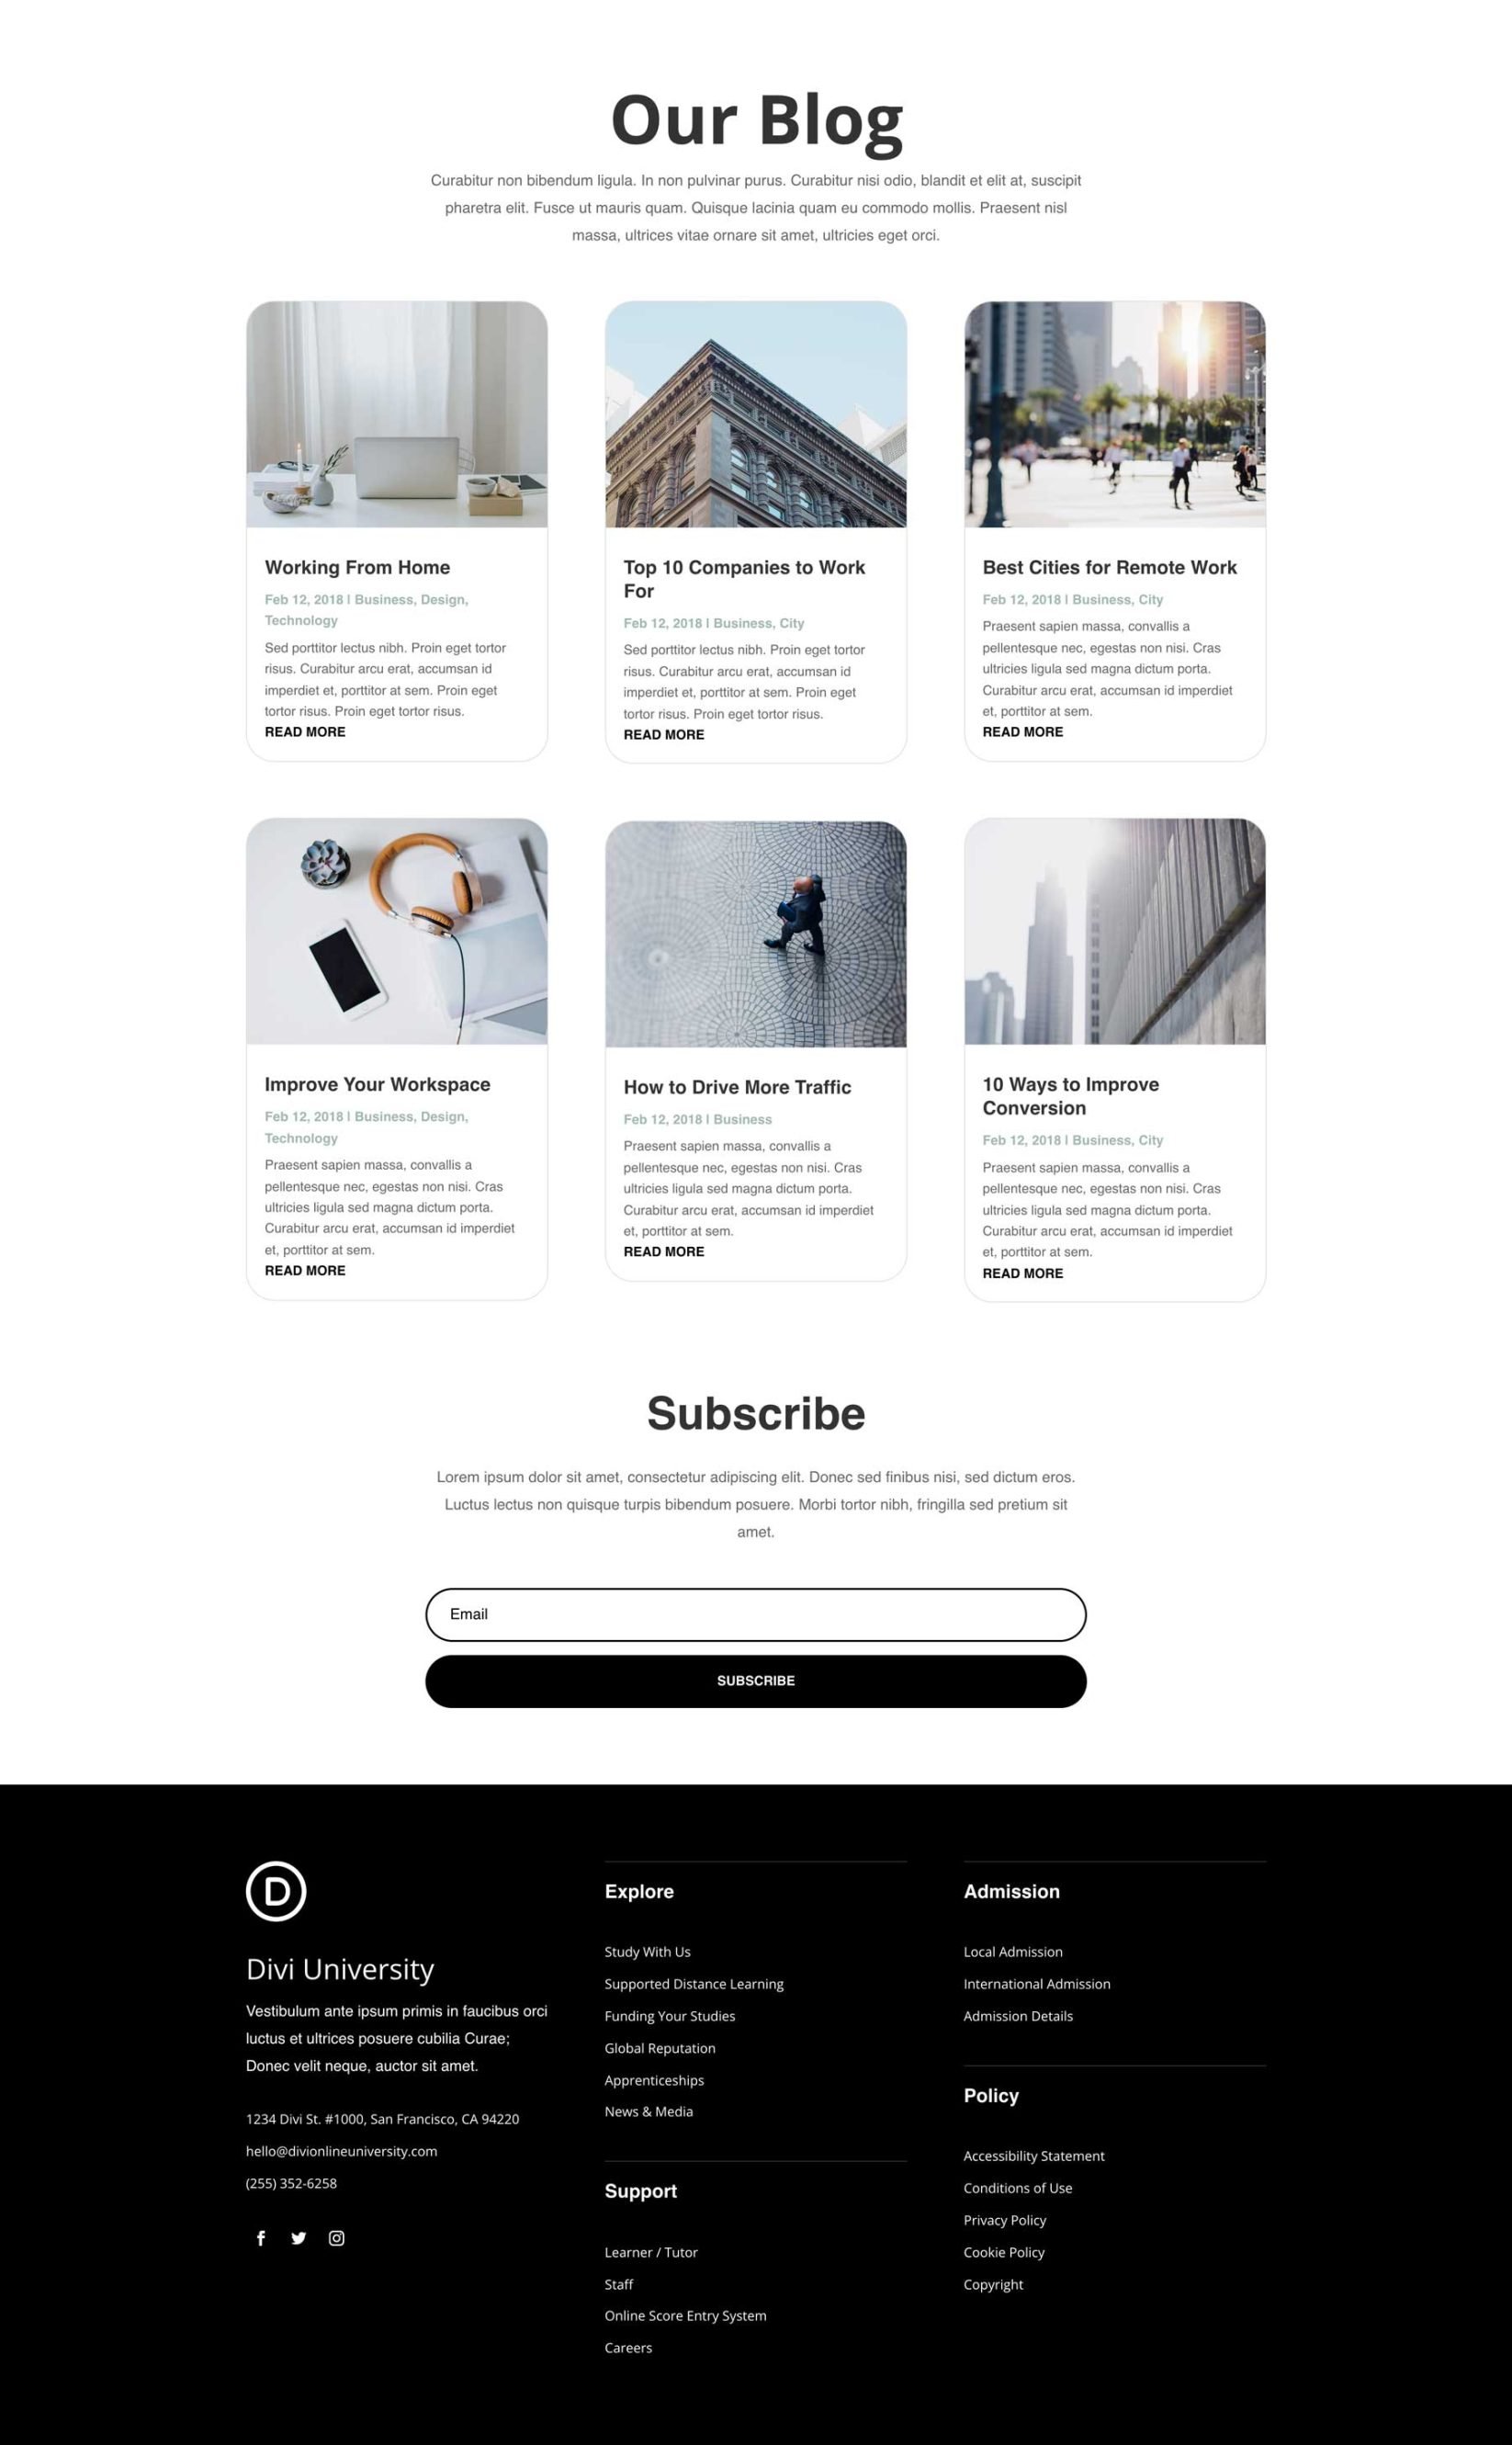 Our Blog
Curabitur non bibendum ligula. In non pulvinar purus. Curabitur nisi odio, blandit et elit at, suscipit
pharetra elit. Fusce ut mauris quam. Quisque lacinia quam eu commodo mollis. Praesent nisl
massa, ultrices vitae ornare sit amet, ultricies eget orci.
Working From Home
Feb 12, 2018 | Business, Design,
Technology
Sed porttitor lectus nibh. Proin eget tortor
risus. Curabitur arcu erat, accumsan id
imperdiet et, porttitor at sem. Proin eget
tortor risus. Proin eget tortor risus.
READ MORE
Top 10 Companies to Work
For
Feb 12, 2018 | Business, City
Sed porttitor lectus nibh. Proin eget tortor
risus. Curabitur arcu erat, accumsan id
imperdiet et, porttitor at sem. Proin eget
tortor risus. Proin eget tortor risus.
READ MORE
Best Cities for Remote Work
Feb 12, 2018 | Business, City
Praesent sapien massa, convallis a
pellentesque nec, egestas non nisi. Cras
ultricies ligula sed magna dictum porta.
Curabitur arcu erat, accumsan id imperdiet
et, porttitor at sem.
READ MORE
Improve Your Workspace
Feb 12, 2018 | Business, Design,
Technology
Praesent sapien massa, convallis a
pellentesque nec, egestas non nisi. Cras
ultricies ligula sed magna dictum porta.
Curabitur arcu erat, accumsan id imperdiet
et, porttitor at sem.
READ MORE
How to Drive More Traffic
Feb 12, 2018 | Business
Praesent sapien massa, convallis a
pellentesque nec, egestas non nisi. Cras
ultricies ligula sed magna dictum porta.
Curabitur arcu erat, accumsan id imperdiet
et, porttitor at sem.
READ MORE
10 Ways to Improve
Conversion
Feb 12, 2018 | Business, City
Praesent sapien massa, convallis a
pellentesque nec, egestas non nisi. Cras
ultricies ligula sed magna dictum porta.
Curabitur arcu erat, accumsan id imperdiet
et, porttitor at sem.
READ MORE
Subscribe
Lorem ipsum dolor sit amet, consectetur adipiscing elit. Donec sed finibus nisi, sed dictum eros.
Luctus lectus non quisque turpis bibendum posuere. Morbi tortor nibh, fringilla sed pretium sit
amet.
Email
SUBSCRIBE
D
Divi University
Vestibulum ante ipsum primis in faucibus orci
luctus et ultrices posuere cubilia Curae;
Donec velit neque, auctor sit amet.
1234 Divi St. #1000, San Francisco, CA 94220
hello@divionlineuniversity.com
(255) 352-6258
Explore
Study With Us
Supported Distance Learning
Funding Your Studies
Global Reputation
Apprenticeships
News & Media
Support
Learner / Tutor
Staff
Online Score Entry System
Careers
Admission
Local Admission
International Admission
Admission Details
Policy
Accessibility Statement
Conditions of Use
Privacy Policy
Cookie Policy
Copyright